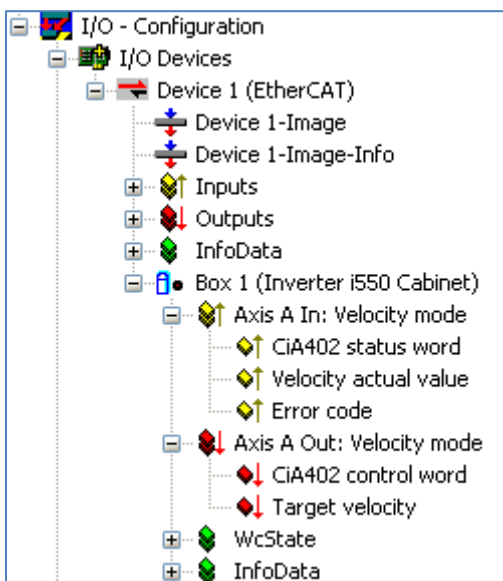 I/O - Configuration
I/O Devices
Device 1 (EtherCAT)
Device 1-Image
Device 1-Image-Info
Inputs
Outputs
InfoData
Box 1 (Inverter i550 Cabinet)
Axis A In: Velocity mode
CiA402 status word
Velocity actual value
Error code
Axis A Out: Velocity mode
CiA402 control word
Target velocity
WcState
InfoData